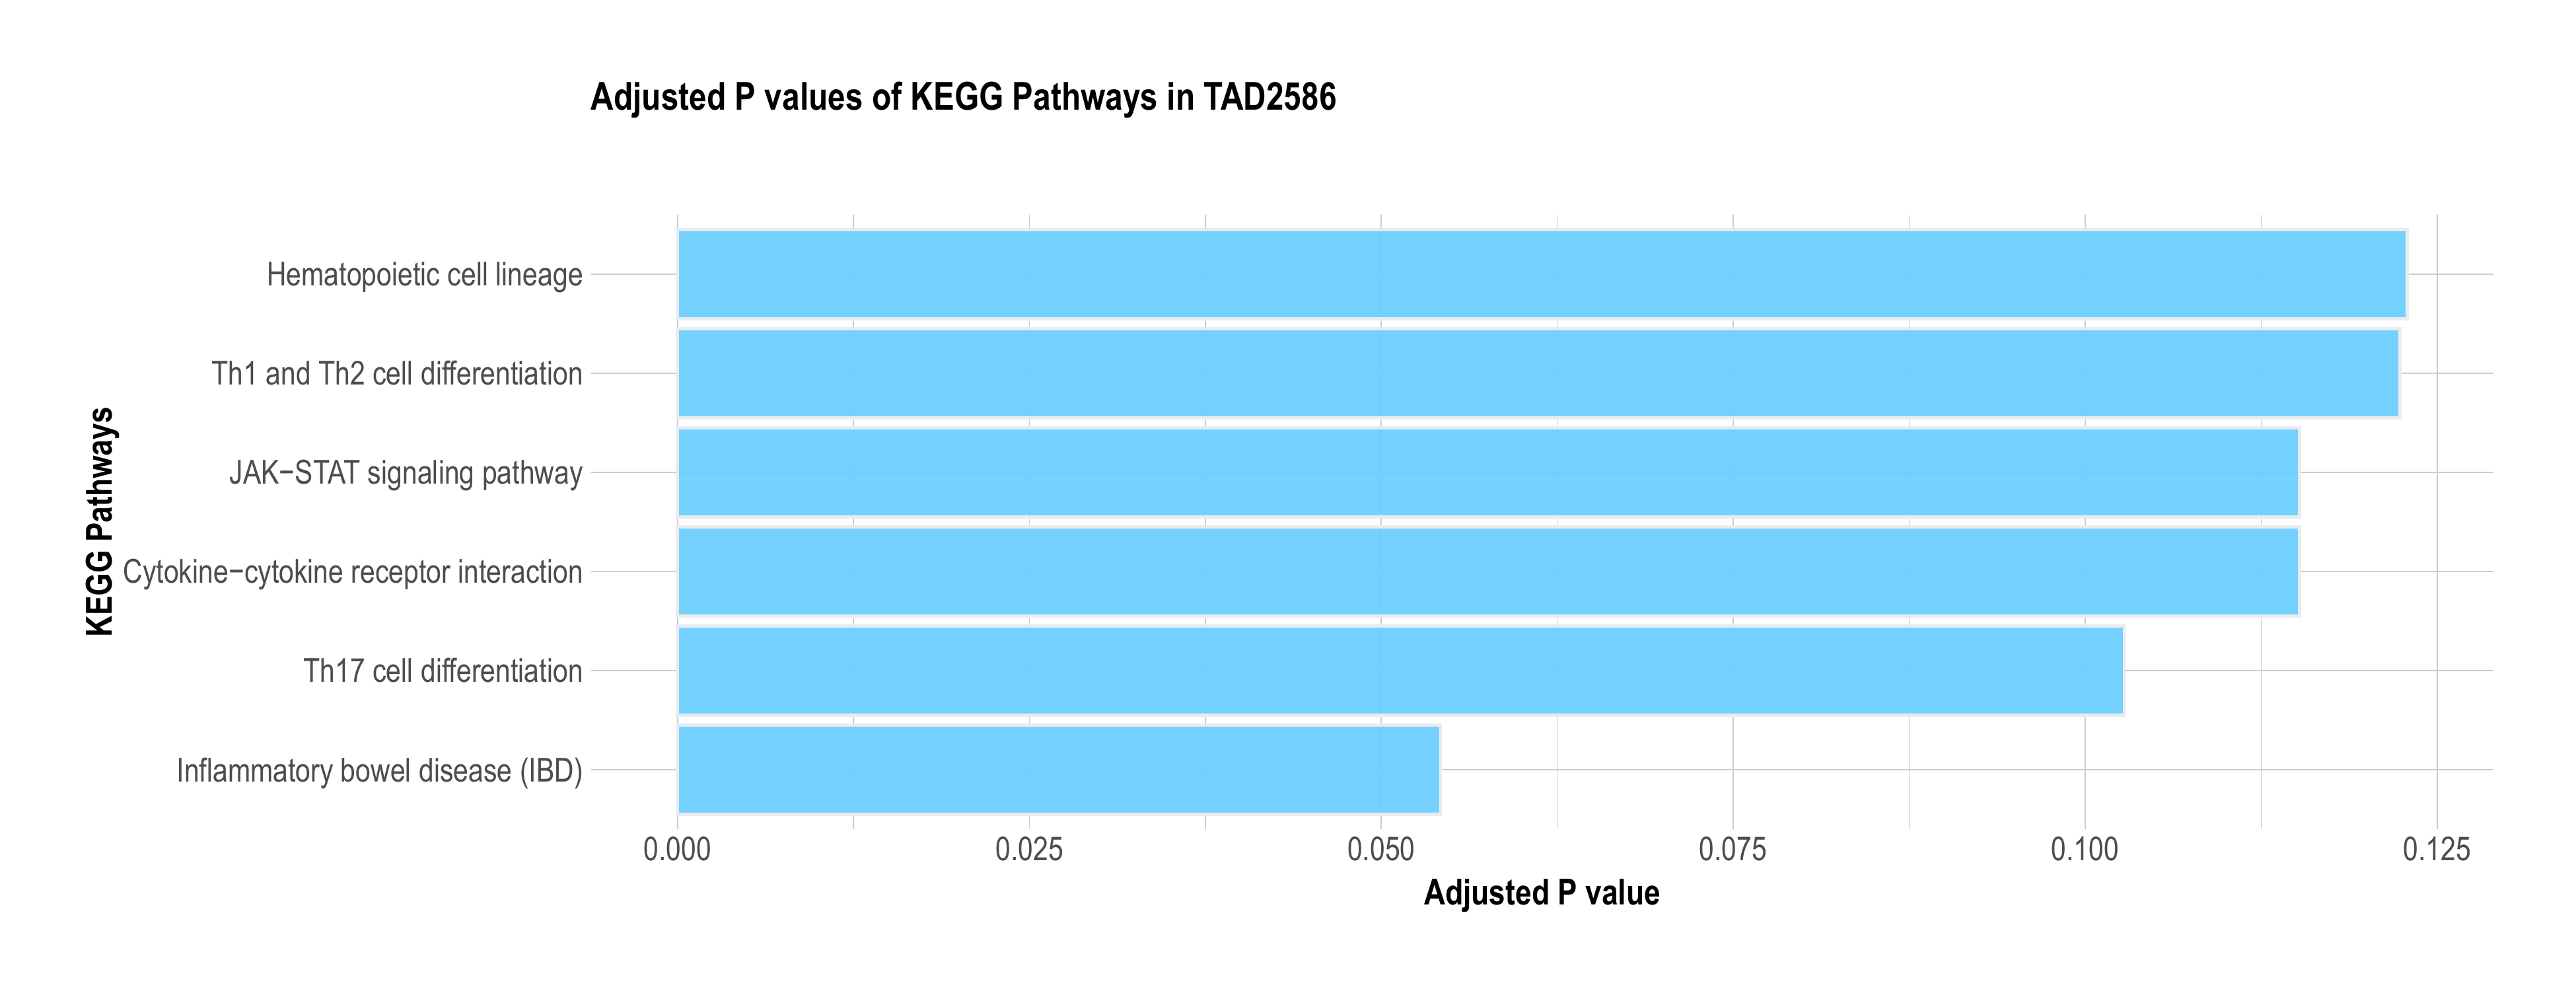 Adjusted P values of KEGG Pathways in TAD2586
KEGG Pathways
Hematopoietic cell lineage
Th1 and Th2 cell differentiation
JAK−STAT signaling pathway
Cytokine−cytokine receptor interaction
Th17 cell differentiation
Inflammatory bowel disease (IBD)
0.000 0.025 0.050 0.075 0.100 0.125
Adjusted P value